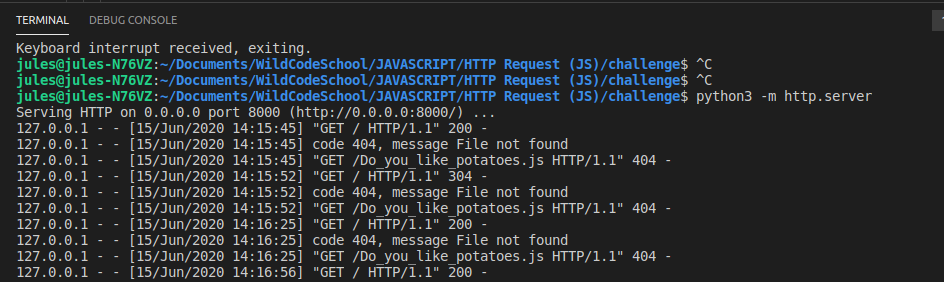 TERMINAL DEBUG CONSOLE
Keyboard interrupt received, exiting.
jules@jules-N76VZ:~/Documents/WildCodeSchool/JAVASCRIPT/HTTP Request (JS)/challenge$ ^C
jules@jules-N76VZ:~/Documents/WildCodeSchool/JAVASCRIPT/HTTP Request (JS)/challenge$ ^C
jules@jules-N76VZ:~/Documents/WildCodeSchool/JAVASCRIPT/HTTP Request (JS)/challenge$ python3 -m http.server
Serving HTTP on 0.0.0.0 port 8000 (http://0.0.0.0:8000/) ...
127.0.0.1 - - [15/Jun/2020 14:15:45] "GET / HTTP/1.1" 200 -
127.0.0.1 - - [15/Jun/2020 14:15:45] code 404, message File not found
127.0.0.1 - - [15/Jun/2020 14:15:45] "GET /Do_you_like_potatoes.js HTTP/1.1" 404 -
127.0.0.1 - - [15/Jun/2020 14:15:52] "GET / HTTP/1.1" 304 -
127.0.0.1 - - [15/Jun/2020 14:15:52] code 404, message File not found
127.0.0.1 - - [15/Jun/2020 14:15:52] "GET /Do_you_like_potatoes.js HTTP/1.1" 404 -
127.0.0.1 - - [15/Jun/2020 14:16:25] "GET / HTTP/1.1" 200 -
127.0.0.1 - - [15/Jun/2020 14:16:25] code 404, message File not found
127.0.0.1 - - [15/Jun/2020 14:16:25] "GET /Do_you_like_potatoes.js HTTP/1.1" 404 -
127.0.0.1 - - [15/Jun/2020 14:16:56] "GET / HTTP/1.1" 200 -